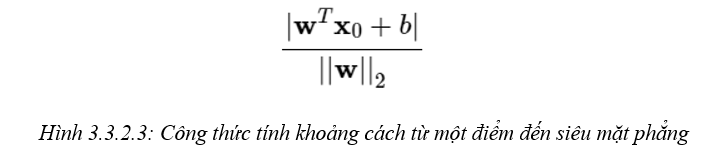 |w^T x_0 + b|
||w||_2
Hình 3.3.2.3: Công thức tính khoảng cách từ một điểm đến siêu mặt phẳng